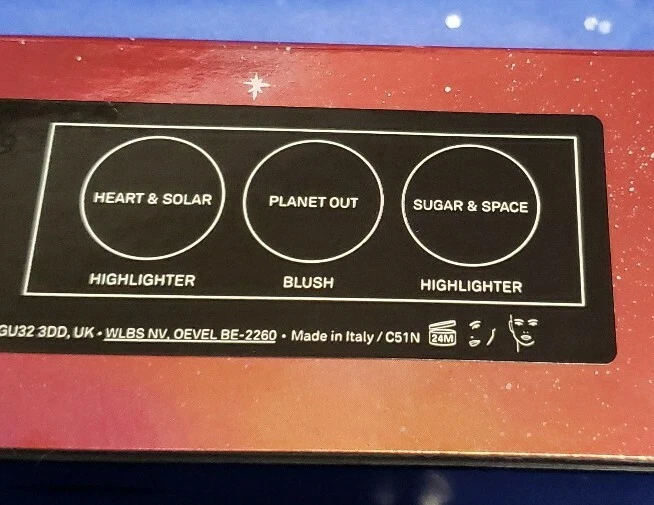 HEART & SOLAR
PLANET OUT
SUGAR & SPACE
HIGHLIGHTER
BLUSH
HIGHLIGHTER
GU32 3DD, UK • WLBS NV, OEVEL BE-2260 • Made in Italy / C51N 24M